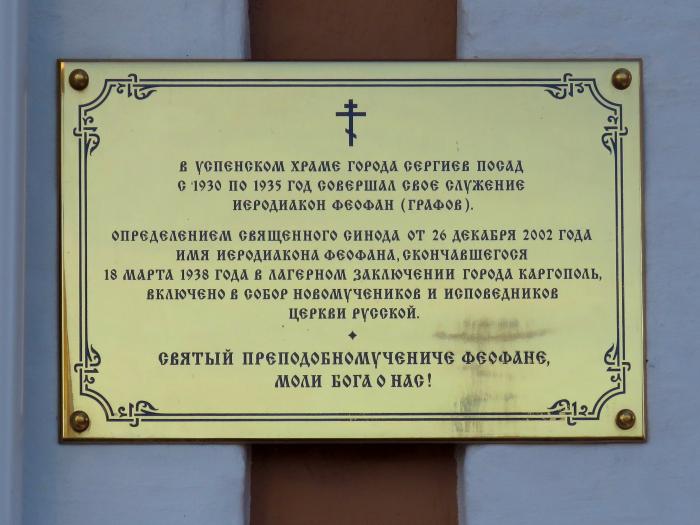 В УСПЕНСКОМ ХРАМЕ ГОРОДА СЕРГИЕВ ПОСАД
С 1930 ПО 1935 ГОД СОВЕРШАЛ СВОЕ СЛУЖЕНИЕ
ИЕРОДИАКОН ФЕОФАН (ГРАФОВ).
ОПРЕДЕЛЕНИЕМ СВЯЩЕННОГО СИНОДА ОТ 26 ДЕКАБРЯ 2002 ГОДА
ИМЯ ИЕРОДИАКОНА ФЕОФАНА, СКОНЧАВШЕГОСЯ
18 МАРТА 1938 ГОДА В ЛАГЕРНОМ ЗАКЛЮЧЕНИИ ГОРОДА КАРГОПОЛЬ,
ВКЛЮЧЕНО В СОБОР НОВОМУЧЕНИКОВ И ИСПОВЕДНИКОВ
ЦЕРКВИ РУССКОЙ.
СВЯТЫЙ ПРЕПОДОБНОМУЧЕНИЧЕ ФЕОФАНЕ,
МОЛИ БОГА О НАС!